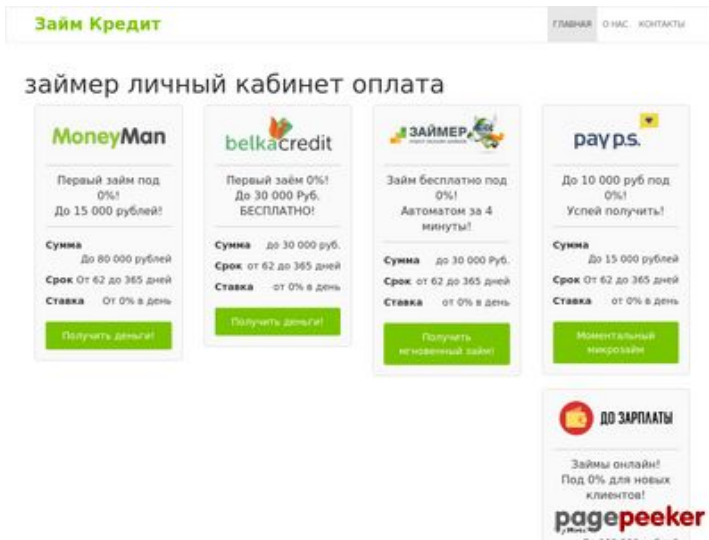 Займ Кредит
ГЛАВНАЯ О НАС КОНТАКТЫ
займер личный кабинет оплата
MoneyMan
Первый займ под
0%!
До 15 000 рублей!
Сумма
До 80 000 рублей
Срок От 62 до 365 дней
Ставка От 0% в день
Получить деньги!
belkacredit
Первый заём 0%!
До 30 000 Руб.
БЕСПЛАТНО!
Сумма до 30 000 руб.
Срок от 62 до 365 дней
Ставка от 0% в день
Получить деньги!
ЗАЙМЕР
Займ бесплатно под
0%!
Автоматом за 4
минуты!
Сумма до 30 000 Руб.
Срок от 62 до 365 дней
Ставка от 0% в день
Получить
мгновенный займ!
pay p.s.
До 10 000 руб под
0%!
Успей получить!
Сумма
До 15 000 рублей
Срок От 62 до 365 дней
Ставка От 0% в день
Моментальный
микрозайм
ДО ЗАРПЛАТЫ
Займы онлайн!
Под 0% для новых
клиентов!
pagepeeker